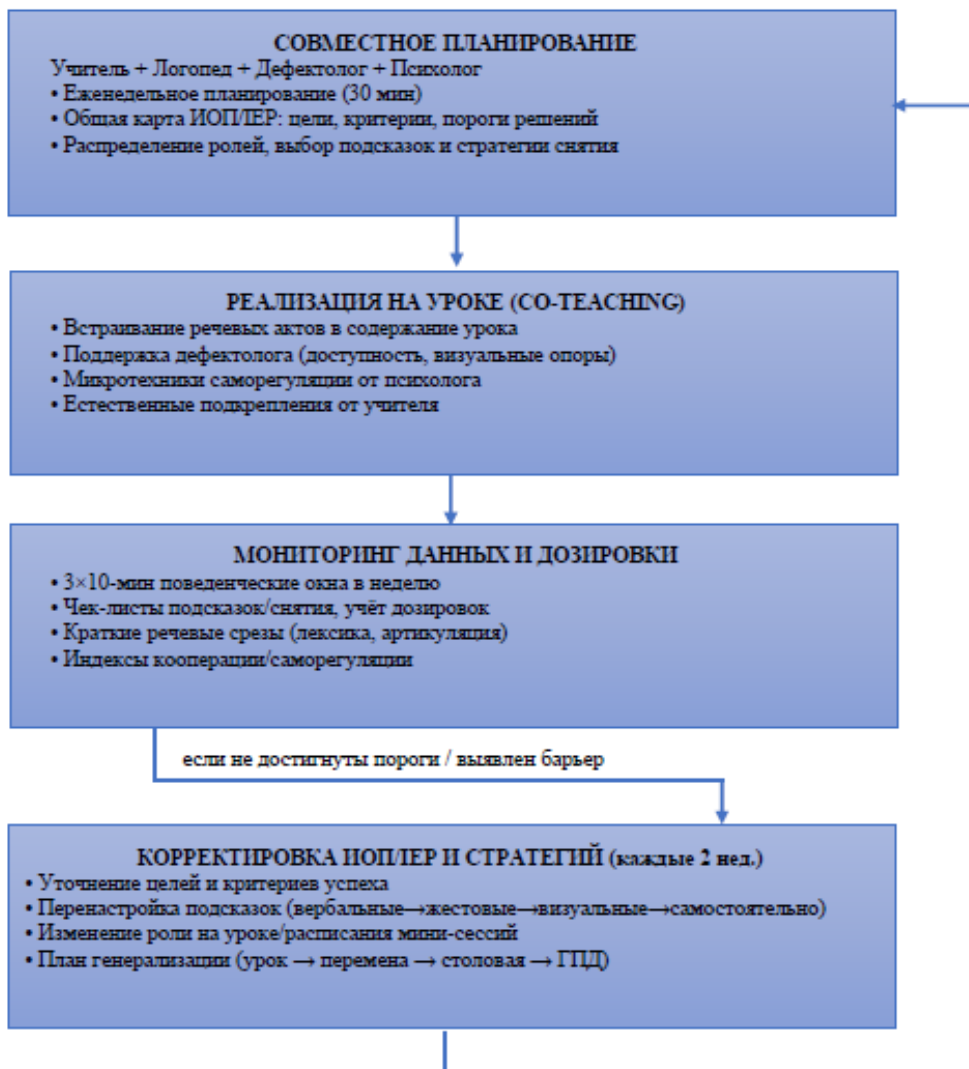 СОВМЕСТНОЕ ПЛАНИРОВАНИЕ
Учитель + Логопед + Дефектолог + Психолог
• Еженедельное планирование (30 мин)
• Общая карта ИОП/IEP: цели, критерии, пороги решений
• Распределение ролей, выбор подсказок и стратегии снятия
РЕАЛИЗАЦИЯ НА УРОКЕ (CO-TEACHING)
• Встраивание речевых актов в содержание урока
• Поддержка дефектолога (доступность, визуальные опоры)
• Микротехники саморегуляции от психолога
• Естественные подкрепления от учителя
МОНИТОРИНГ ДАННЫХ И ДОЗИРОВКИ
• 3×10-мин поведенческие окна в неделю
• Чек-листы подсказок/снятия, учёт дозировок
• Краткие речевые срезы (лексика, артикуляция)
• Индексы кооперации/саморегуляции
если не достигнуты пороги / выявлен барьер
КОРРЕКТИРОВКА ИОП/IEP И СТРАТЕГИЙ (каждые 2 нед.)
• Уточнение целей и критериев успеха
• Перенастройка подсказок (вербальные→жестовые→визуальные→самостоятельно)
• Изменение роли на уроке/расписания мини-сессий
• План генерализации (урок → перемена → столовая → ГПД)